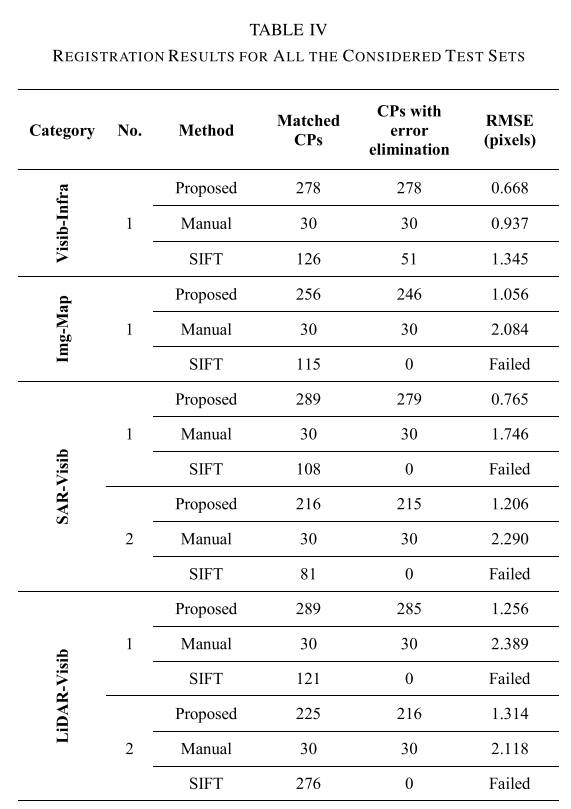 TABLE IV
REGISTRATION RESULTS FOR ALL THE CONSIDERED TEST SETS
Category No. Method Matched CPs CPs with error elimination RMSE (pixels)
Visib-Infra 1 Proposed 278 278 0.668
Manual 30 30 0.937
SIFT 126 51 1.345
Img-Map 1 Proposed 256 246 1.056
Manual 30 30 2.084
SIFT 115 0 Failed
SAR-Visib 1 Proposed 289 279 0.765
Manual 30 30 1.746
SIFT 108 0 Failed
2 Proposed 216 215 1.206
Manual 30 30 2.290
SIFT 81 0 Failed
LiDAR-Visib 1 Proposed 289 285 1.256
Manual 30 30 2.389
SIFT 121 0 Failed
2 Proposed 225 216 1.314
Manual 30 30 2.118
SIFT 276 0 Failed